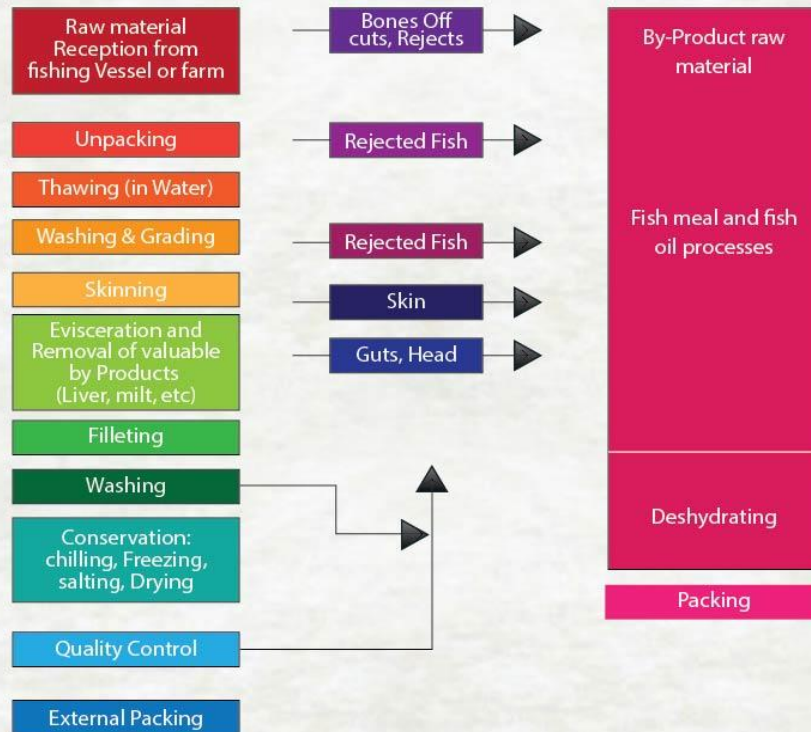 Raw material
Reception from
fishing Vessel or farm
Unpacking
Thawing (in Water)
Washing & Grading
Skinning
Evisceration and
Removal of valuable
by Products
(Liver, milt, etc)
Filleting
Washing
Conservation:
chilling, Freezing,
salting, Drying
Quality Control
External Packing
Bones Off
cuts, Rejects
Rejected Fish
Rejected Fish
Skin
Guts, Head
By-Product raw
material
Fish meal and fish
oil processes
Deshydrating
Packing